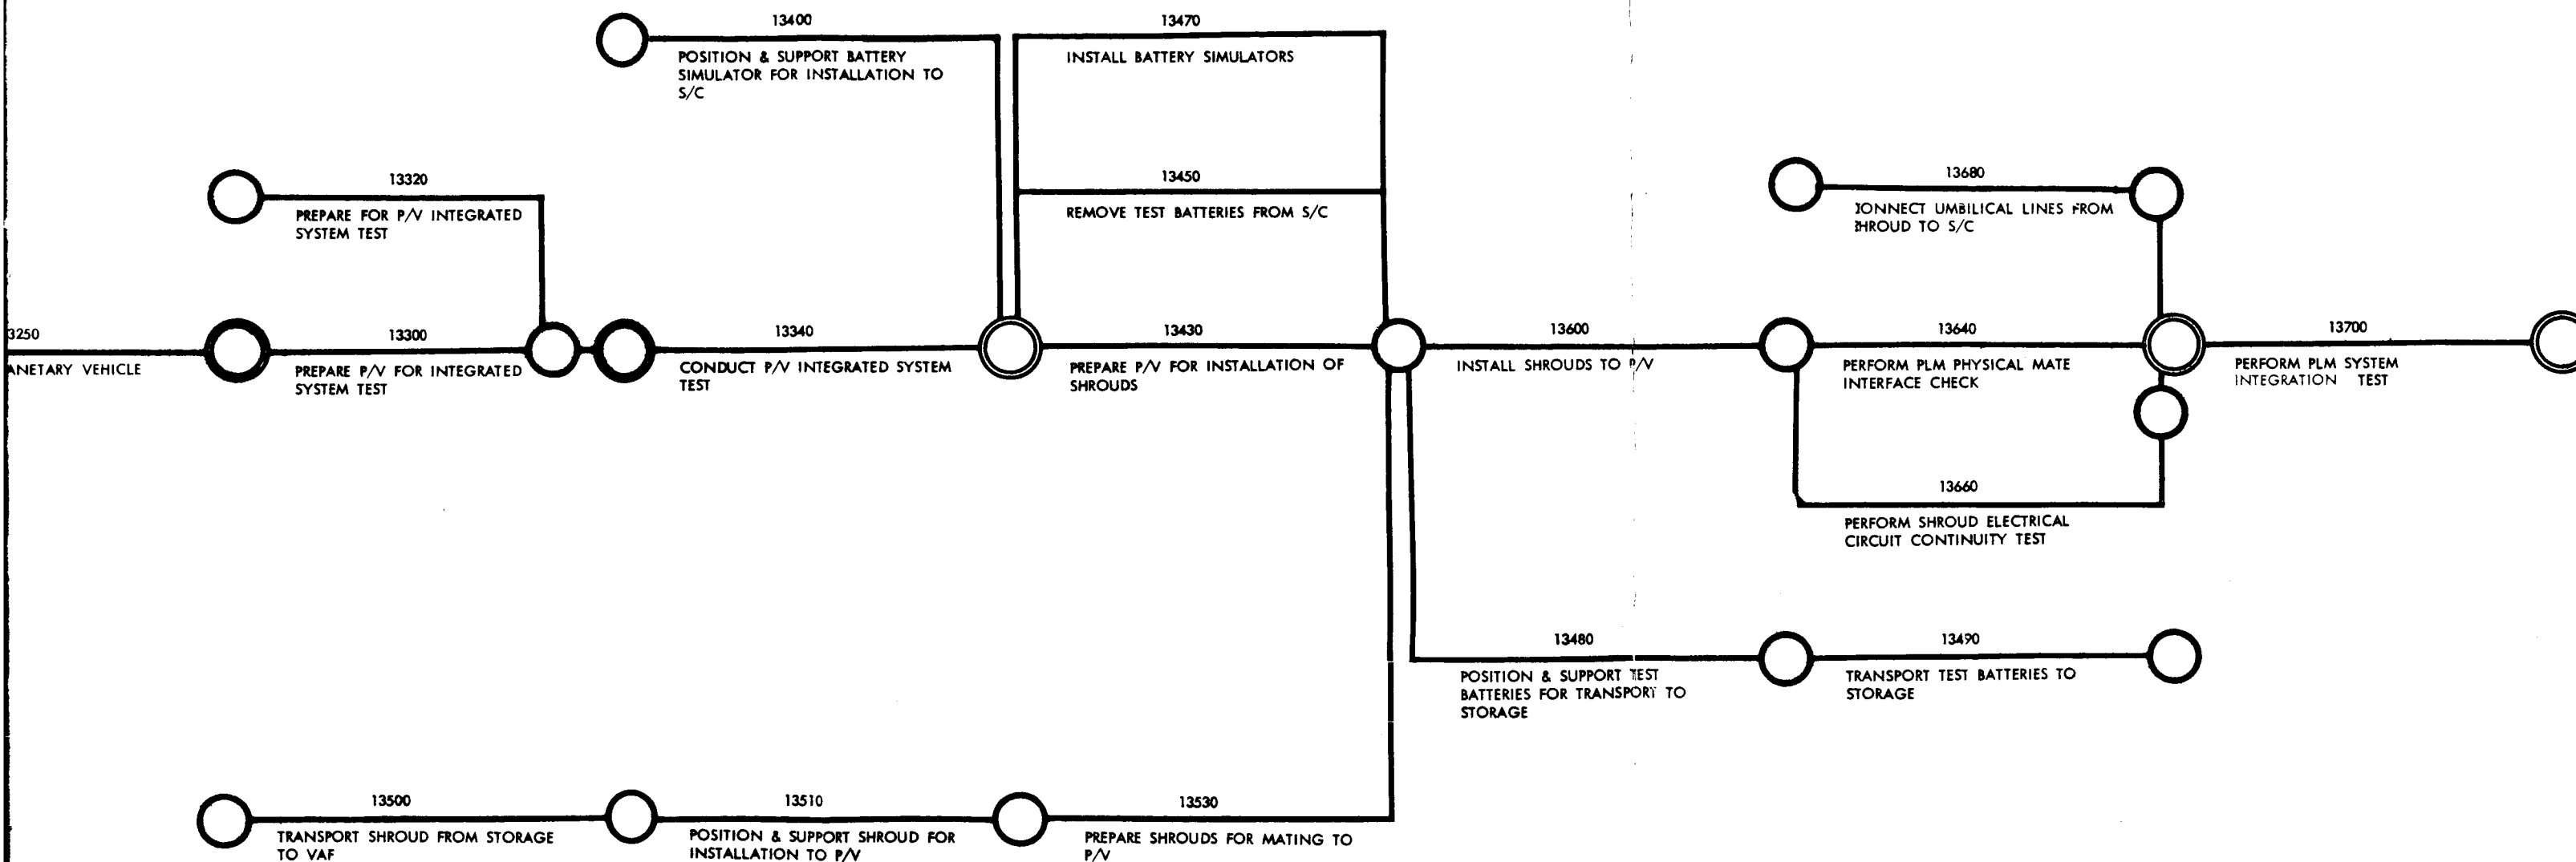 13400
POSITION & SUPPORT BATTERY
SIMULATOR FOR INSTALLATION TO
S/C
13470
INSTALL BATTERY SIMULATORS
13320
PREPARE FOR P/V INTEGRATED
SYSTEM TEST
13450
REMOVE TEST BATTERIES FROM S/C
13680
ONNECT UMBILICAL LINES FROM
HROUD TO S/C
3250
ANETARY VEHICLE
13300
PREPARE P/V FOR INTEGRATED
SYSTEM TEST
13340
CONDUCT P/V INTEGRATED SYSTEM
TEST
13430
PREPARE P/V FOR INSTALLATION OF
SHROUDS
13600
INSTALL SHROUDS TO P/V
13640
PERFORM PLM PHYSICAL MATE
INTERFACE CHECK
13700
PERFORM PLM SYSTEM
INTEGRATION TEST
13660
PERFORM SHROUD ELECTRICAL
CIRCUIT CONTINUITY TEST
13480
POSITION & SUPPORT TEST
BATTERIES FOR TRANSPORT TO
STORAGE
13490
TRANSPORT TEST BATTERIES TO
STORAGE
13500
TRANSPORT SHROUD FROM STORAGE
TO VAF
13510
POSITION & SUPPORT SHROUD FOR
INSTALLATION TO P/V
13530
PREPARE SHROUDS FOR MATING TO
P/V